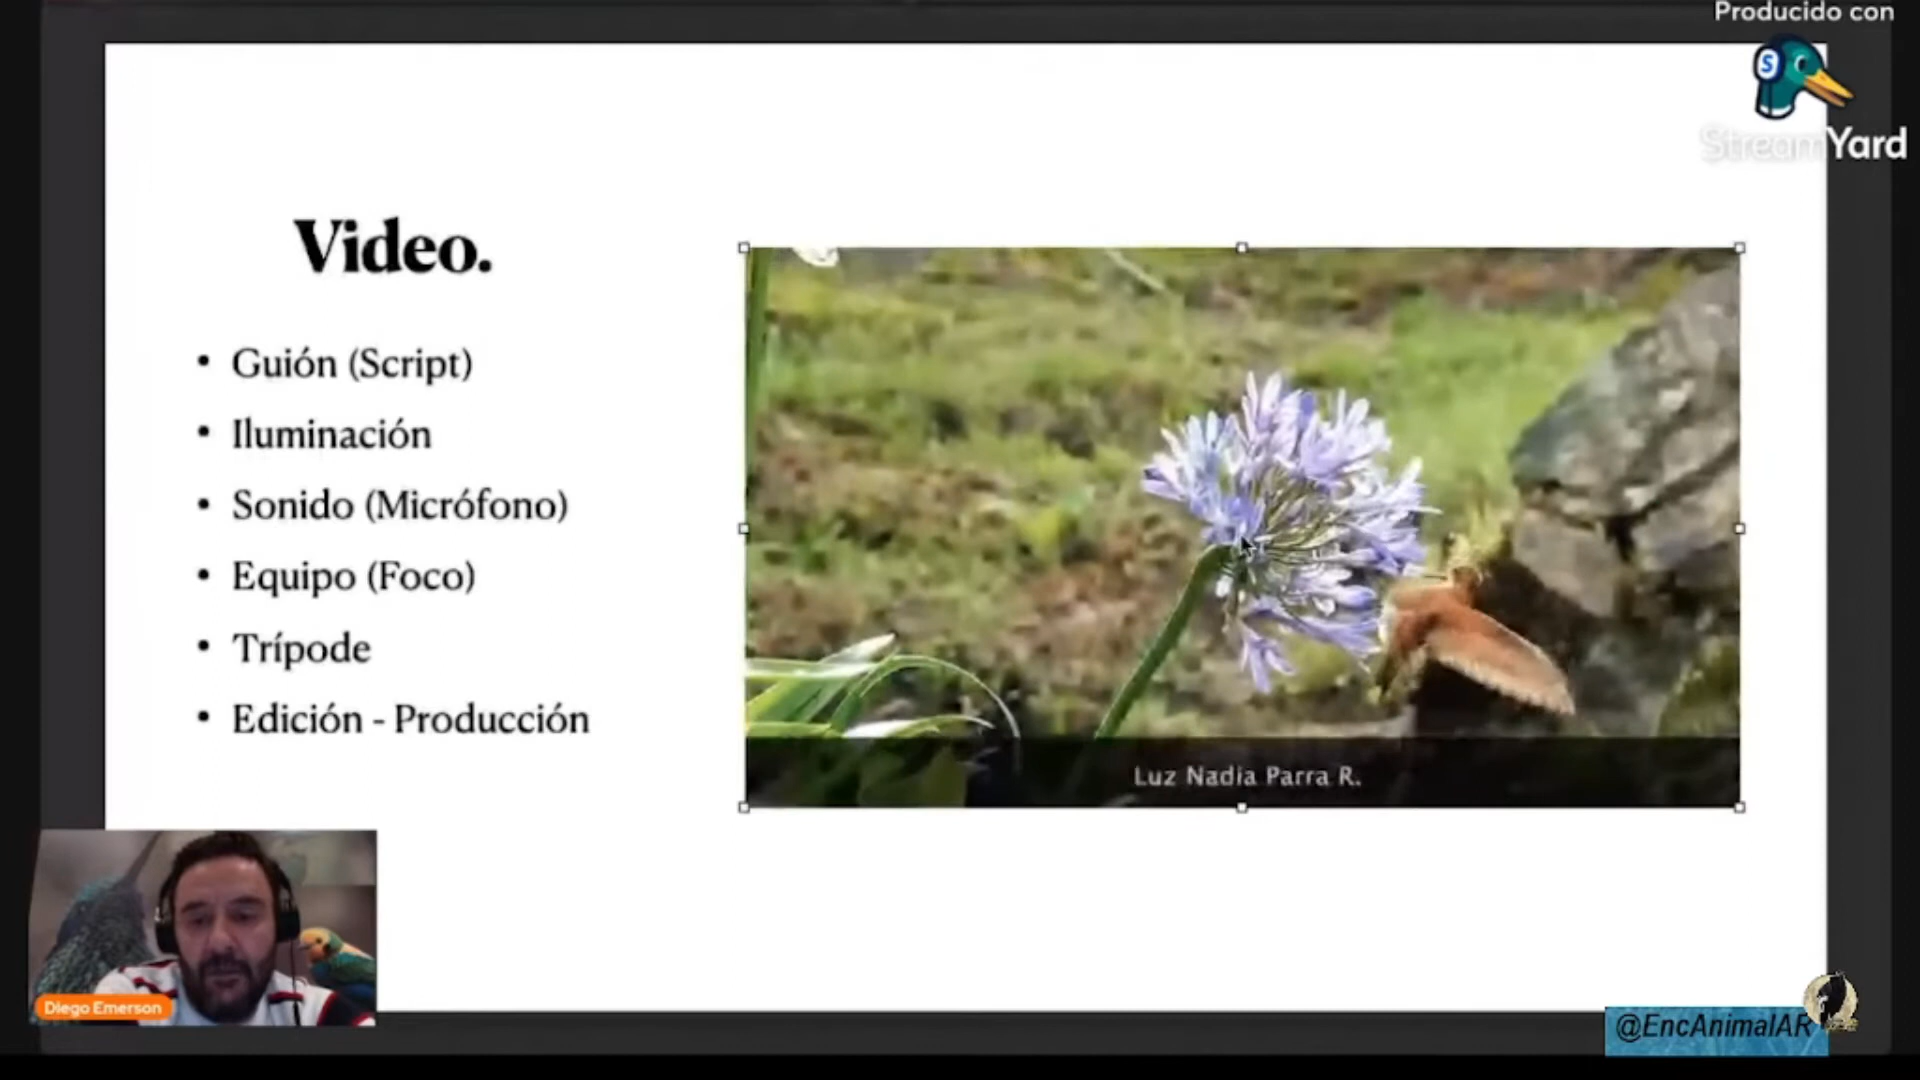 Producido con
S
StreamYard
Video.
• Guión (Script)
• Iluminación
• Sonido (Micrófono)
• Equipo (Foco)
• Trípode
• Edición - Producción
Luz Nadia Parra R.
Diego Emerson
@EncAnimalAR